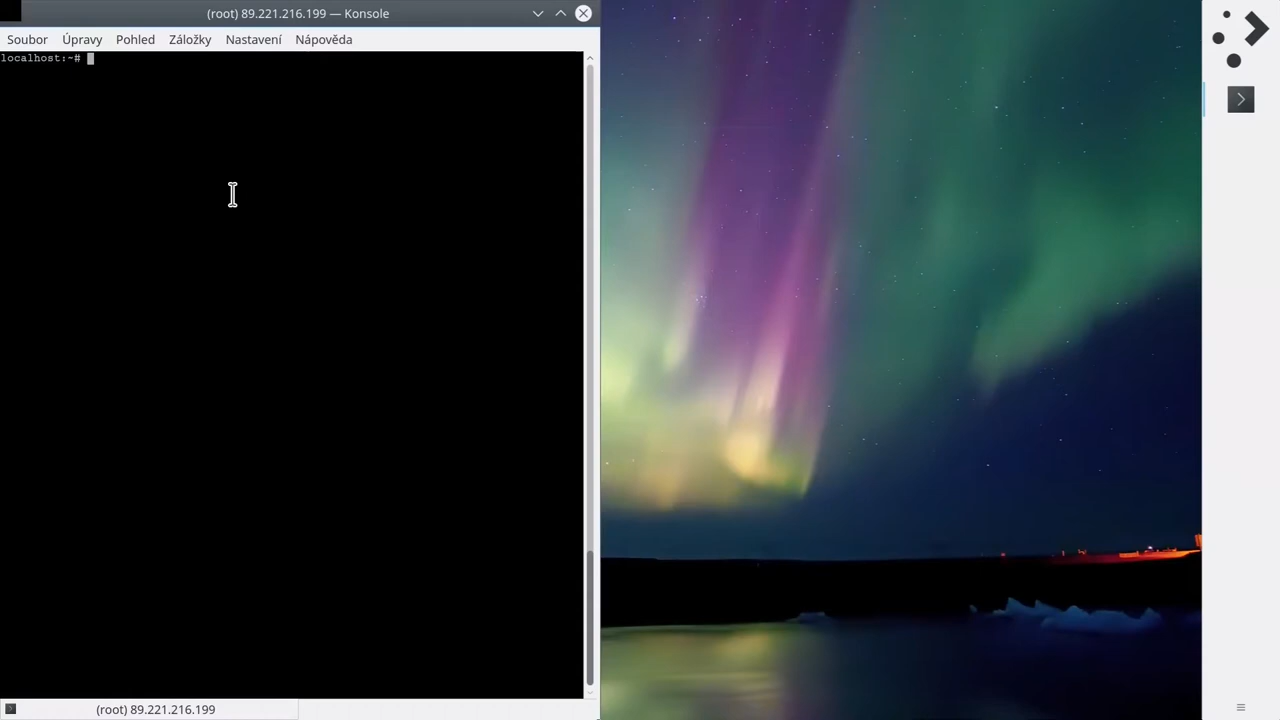 (root) 89.221.216.199 — Konsole
Soubor Úpravy Pohled Záložky Nastavení Nápověda
localhost:~#
(root) 89.221.216.199